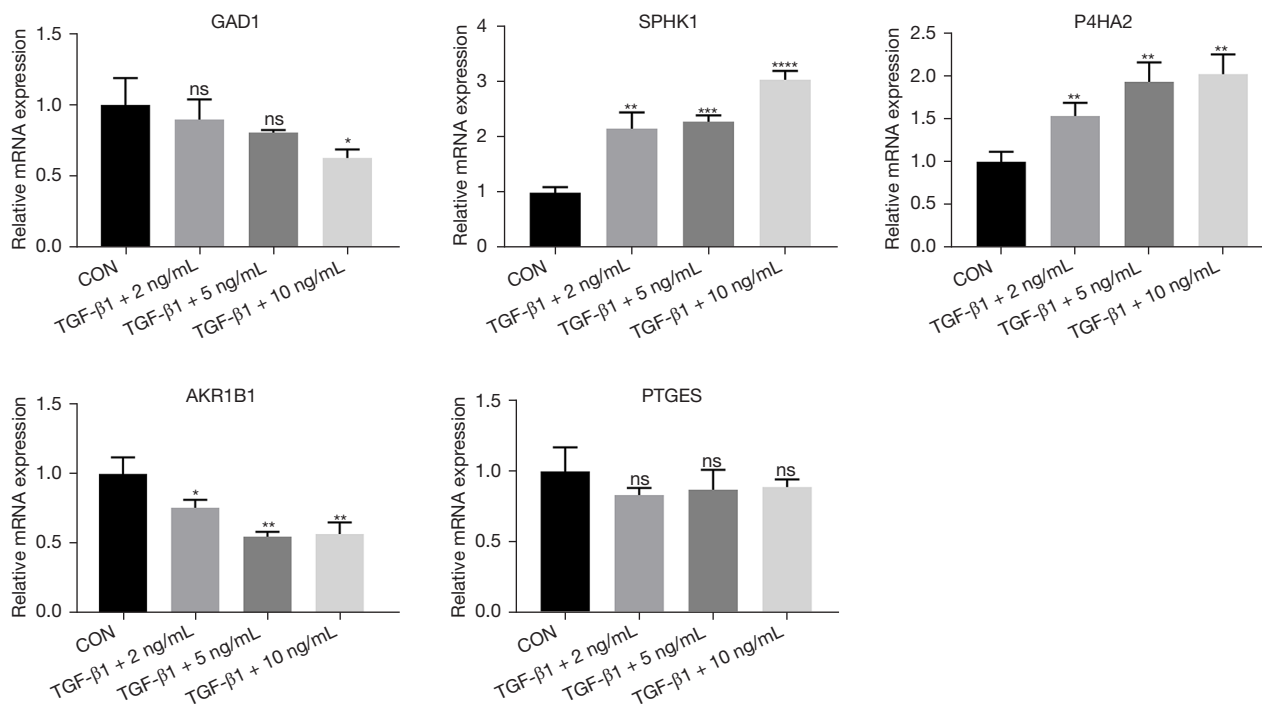 GAD1
Relative mRNA expression
1.5
1.0
0.5
0.0
ns
ns
*
CON
TGF-β1 + 2 ng/mL
TGF-β1 + 5 ng/mL
TGF-β1 + 10 ng/mL
SPHK1
Relative mRNA expression
4
3
2
1
0
**
***
****
CON
TGF-β1 + 2 ng/mL
TGF-β1 + 5 ng/mL
TGF-β1 + 10 ng/mL
P4HA2
Relative mRNA expression
2.5
2.0
1.5
1.0
0.5
0.0
**
**
**
CON
TGF-β1 + 2 ng/mL
TGF-β1 + 5 ng/mL
TGF-β1 + 10 ng/mL
AKR1B1
Relative mRNA expression
1.5
1.0
0.5
0.0
*
**
**
CON
TGF-β1 + 2 ng/mL
TGF-β1 + 5 ng/mL
TGF-β1 + 10 ng/mL
PTGES
Relative mRNA expression
1.5
1.0
0.5
0.0
ns
ns
ns
CON
TGF-β1 + 2 ng/mL
TGF-β1 + 5 ng/mL
TGF-β1 + 10 ng/mL